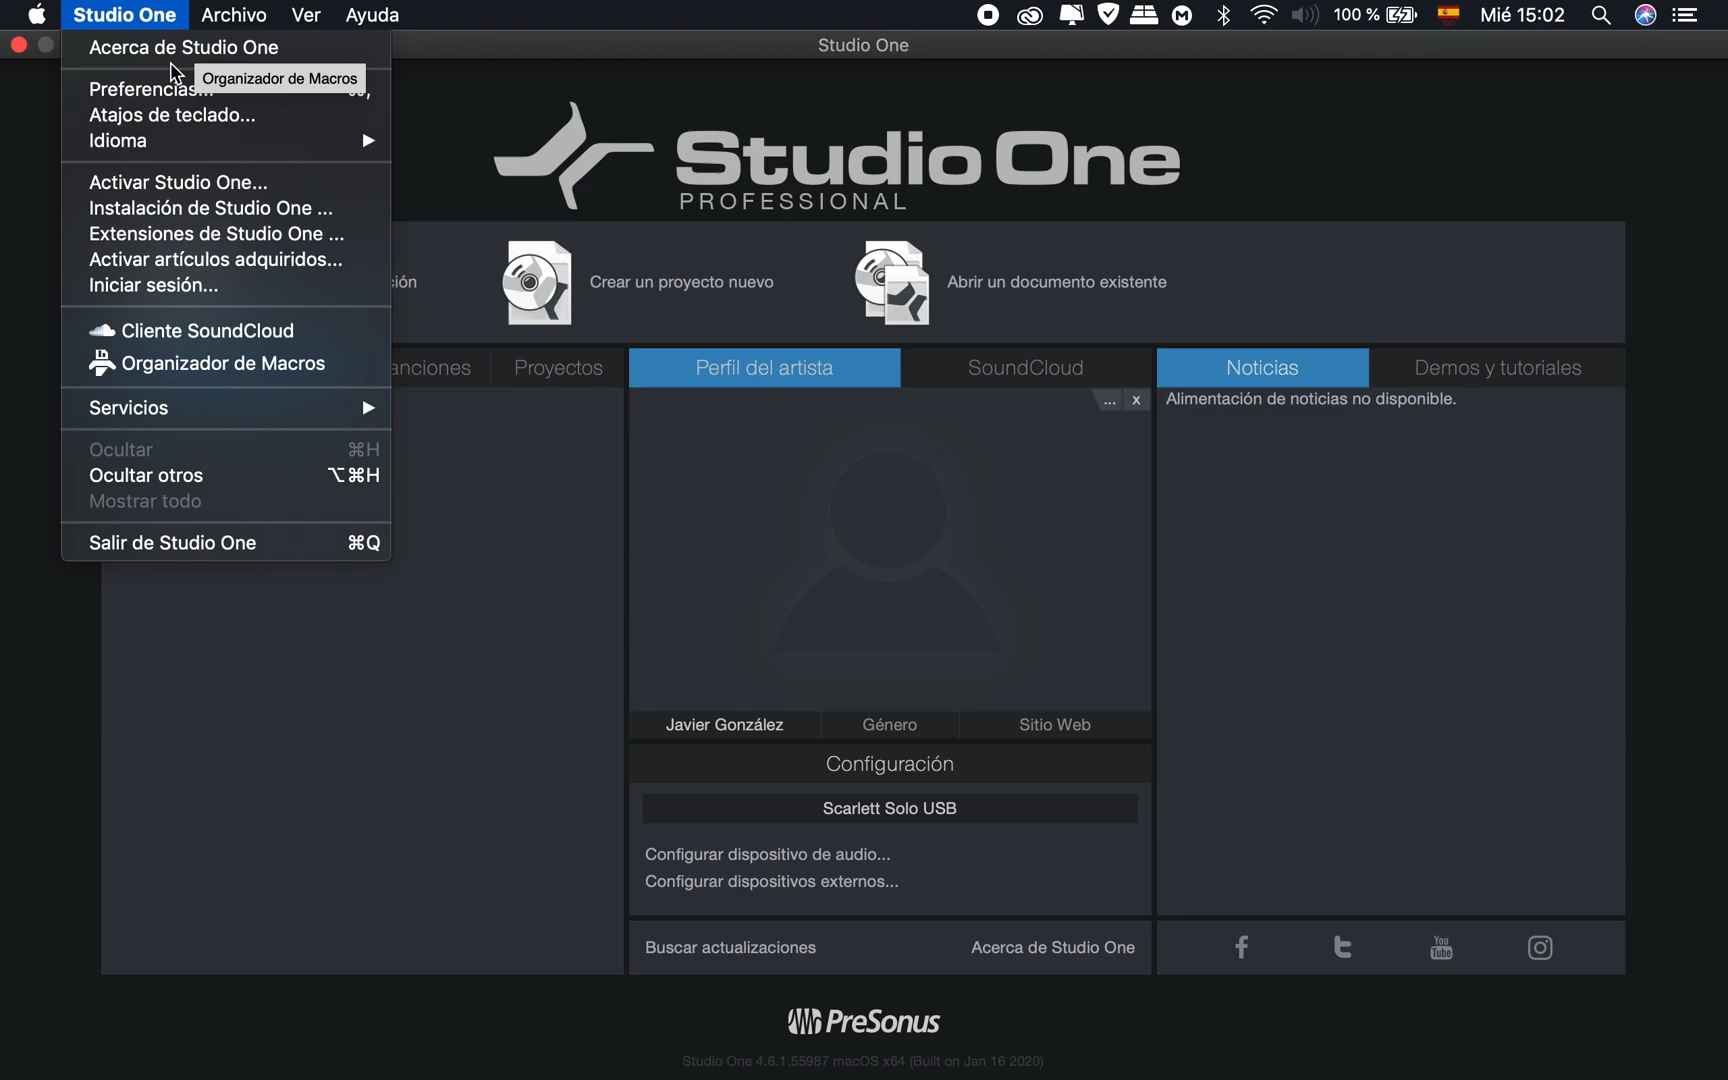 Studio One Archivo Ver Ayuda
100 % Mié 15:02
Studio One
Acerca de Studio One
Organizador de Macros
Preferencias...
Atajos de teclado...
Idioma
Activar Studio One...
Instalación de Studio One ...
Extensiones de Studio One ...
Activar artículos adquiridos...
Iniciar sesión...
Cliente SoundCloud
Organizador de Macros
Servicios
Ocultar ⌘H
Ocultar otros ⌥⌘H
Mostrar todo
Salir de Studio One ⌘Q
Studio One
PROFESSIONAL
Crear un proyecto nuevo
Abrir un documento existente
Proyectos
Perfil del artista
SoundCloud
Noticias
Demos y tutoriales
... x
Alimentación de noticias no disponible.
Javier González
Género
Sitio Web
Configuración
Scarlett Solo USB
Configurar dispositivo de audio...
Configurar dispositivos externos...
Buscar actualizaciones
Acerca de Studio One
You Tube
PreSonus
Studio One 4.6.1.55987 macOS x64 (Built on Jan 16 2020)